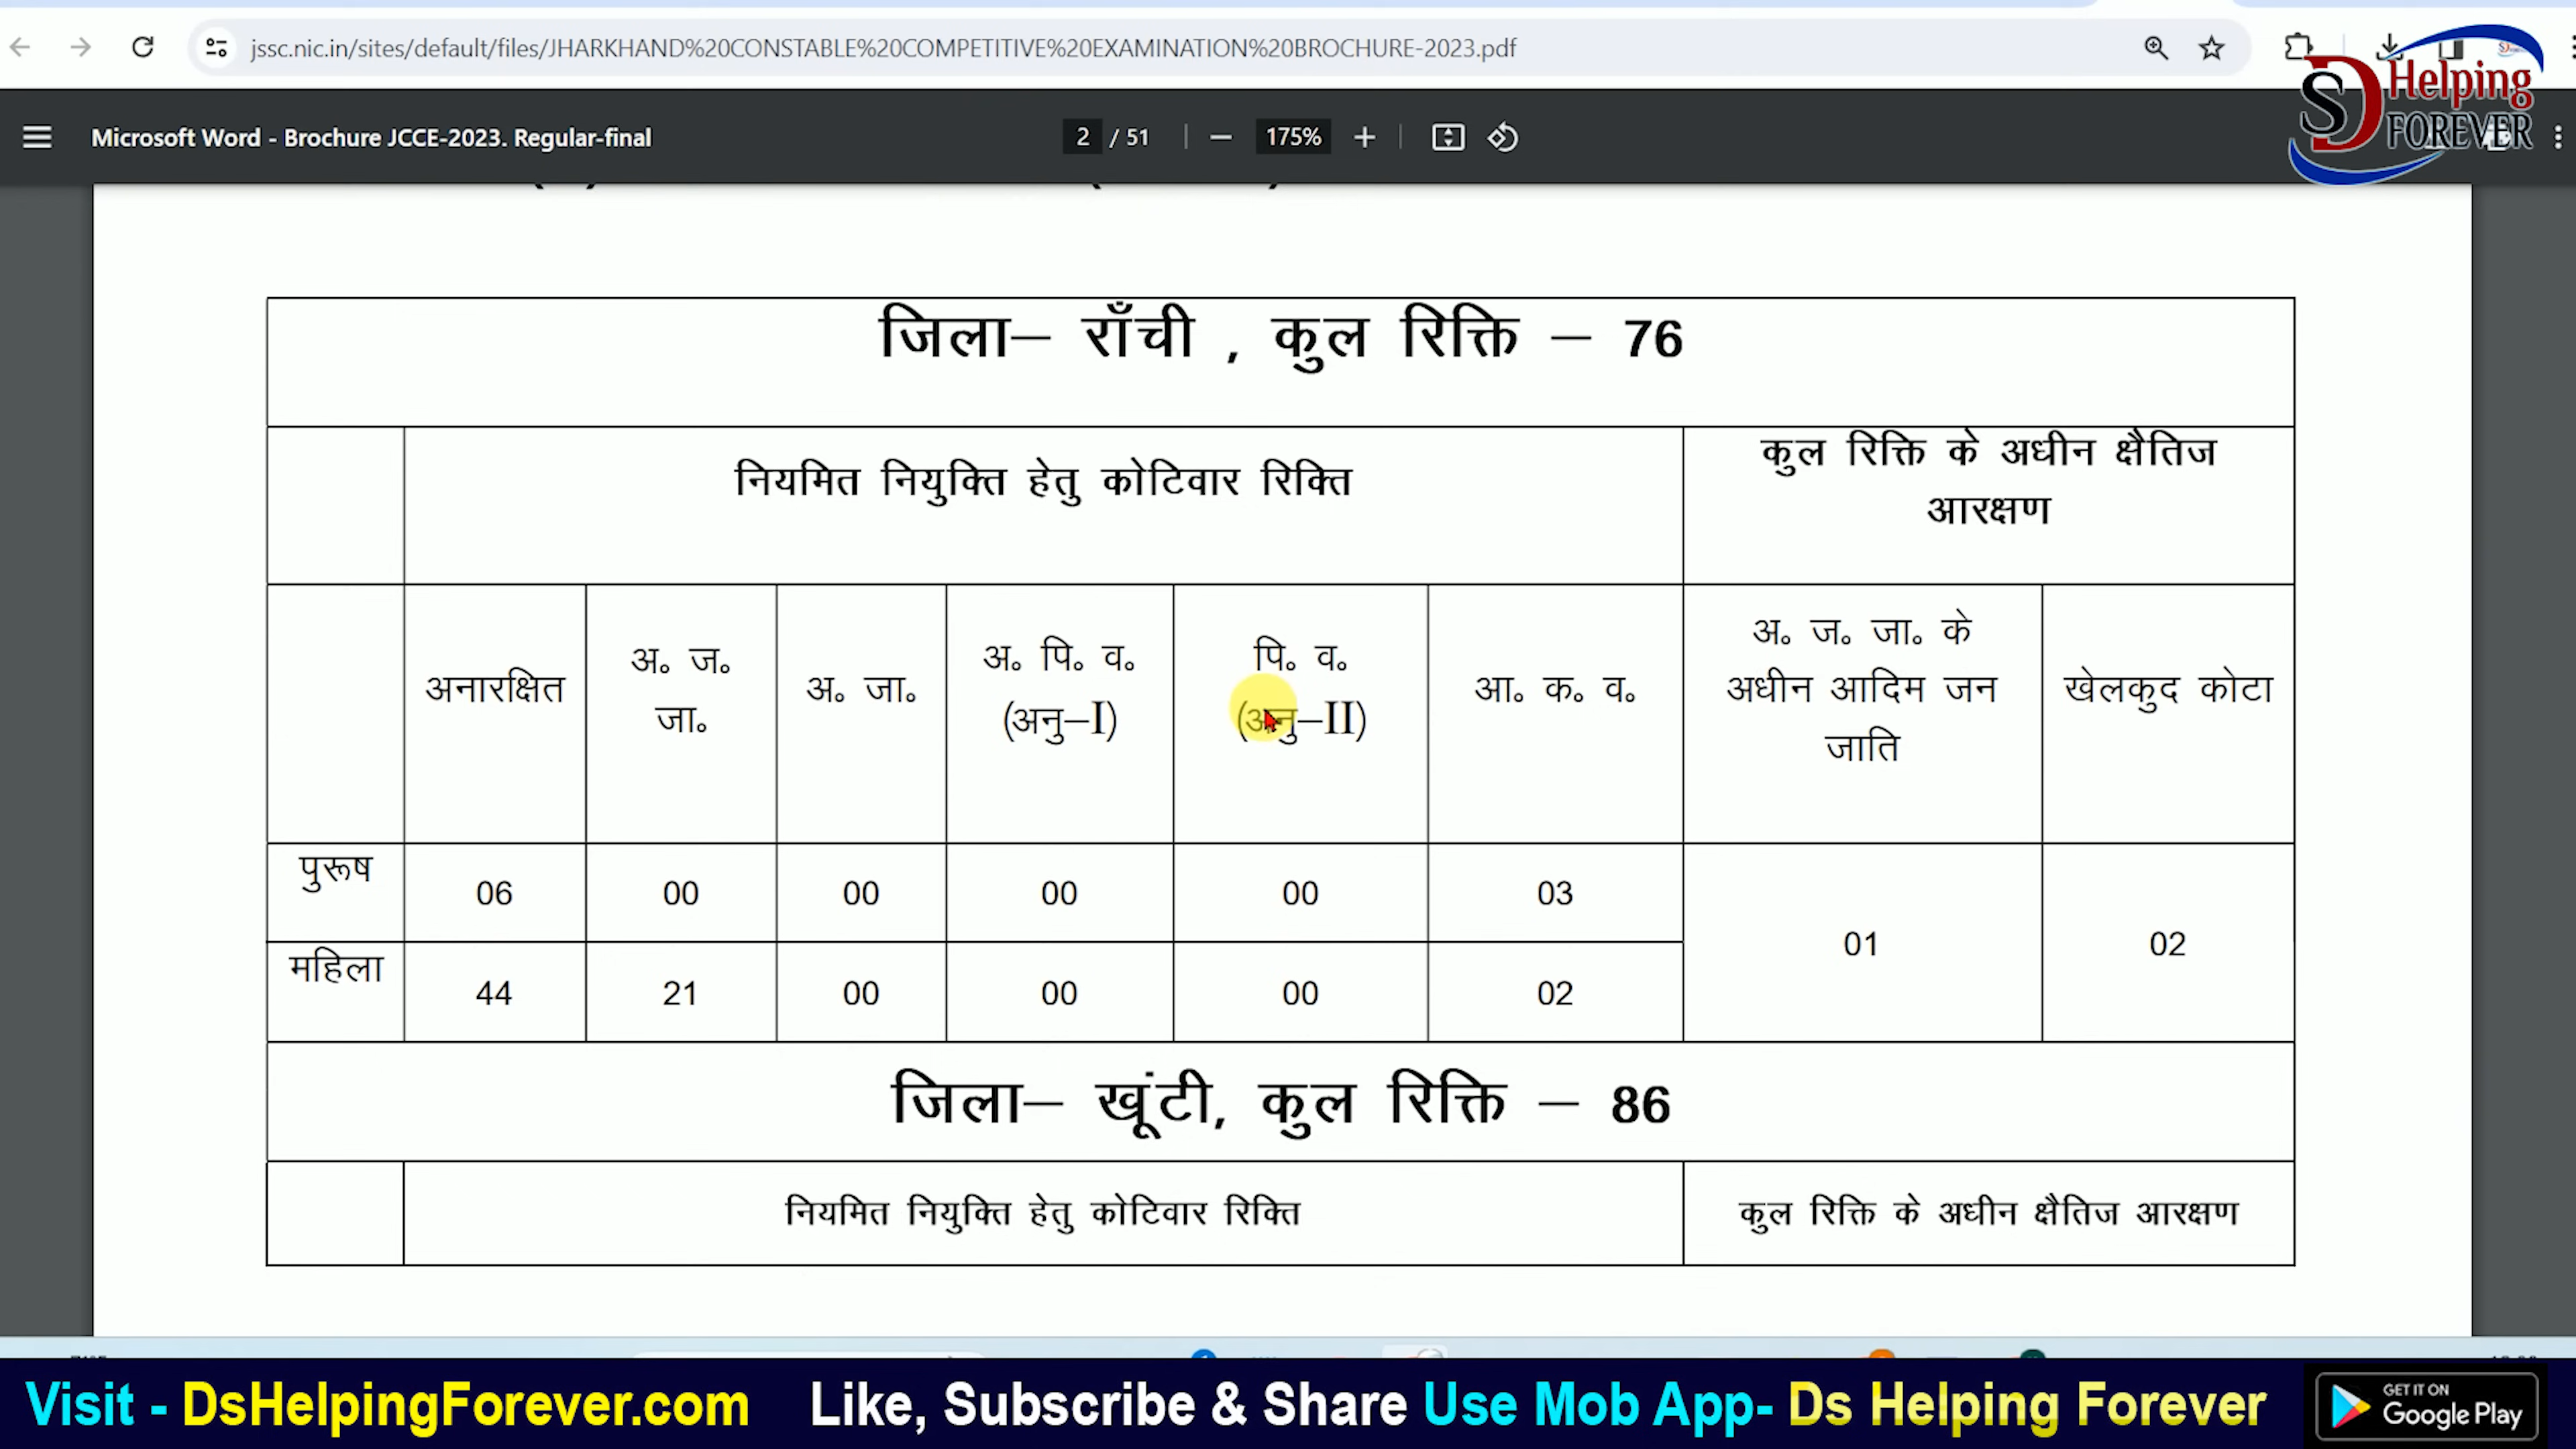 jssc.nic.in/sites/default/files/JHARKHAND%20CONSTABLE%20COMPETITIVE%20EXAMINATION%20BROCHURE-2023.pdf
SD Helping
FOREVER
Microsoft Word - Brochure JCCE-2023. Regular-final
2 / 51
175%
जिला– राँची , कुल रिक्ति – 76
नियमित नियुक्ति हेतु कोटिवार रिक्ति
कुल रिक्ति के अधीन क्षैतिज
आरक्षण
अनारक्षित
अ॰ ज॰
जा॰
अ॰ जा॰
अ॰ पि॰ व॰
(अनु–I)
पि॰ व॰
(अनु–II)
आ॰ क॰ व॰
अ॰ ज॰ जा॰ के
अधीन आदिम जन
जाति
खेलकुद कोटा
पुरूष 06 00 00 00 00 03
01 02
महिला 44 21 00 00 00 02
जिला– खूंटी, कुल रिक्ति – 86
नियमित नियुक्ति हेतु कोटिवार रिक्ति
कुल रिक्ति के अधीन क्षैतिज आरक्षण
Visit - DsHelpingForever.com Like, Subscribe & Share Use Mob App- Ds Helping Forever
GET IT ON
Google Play